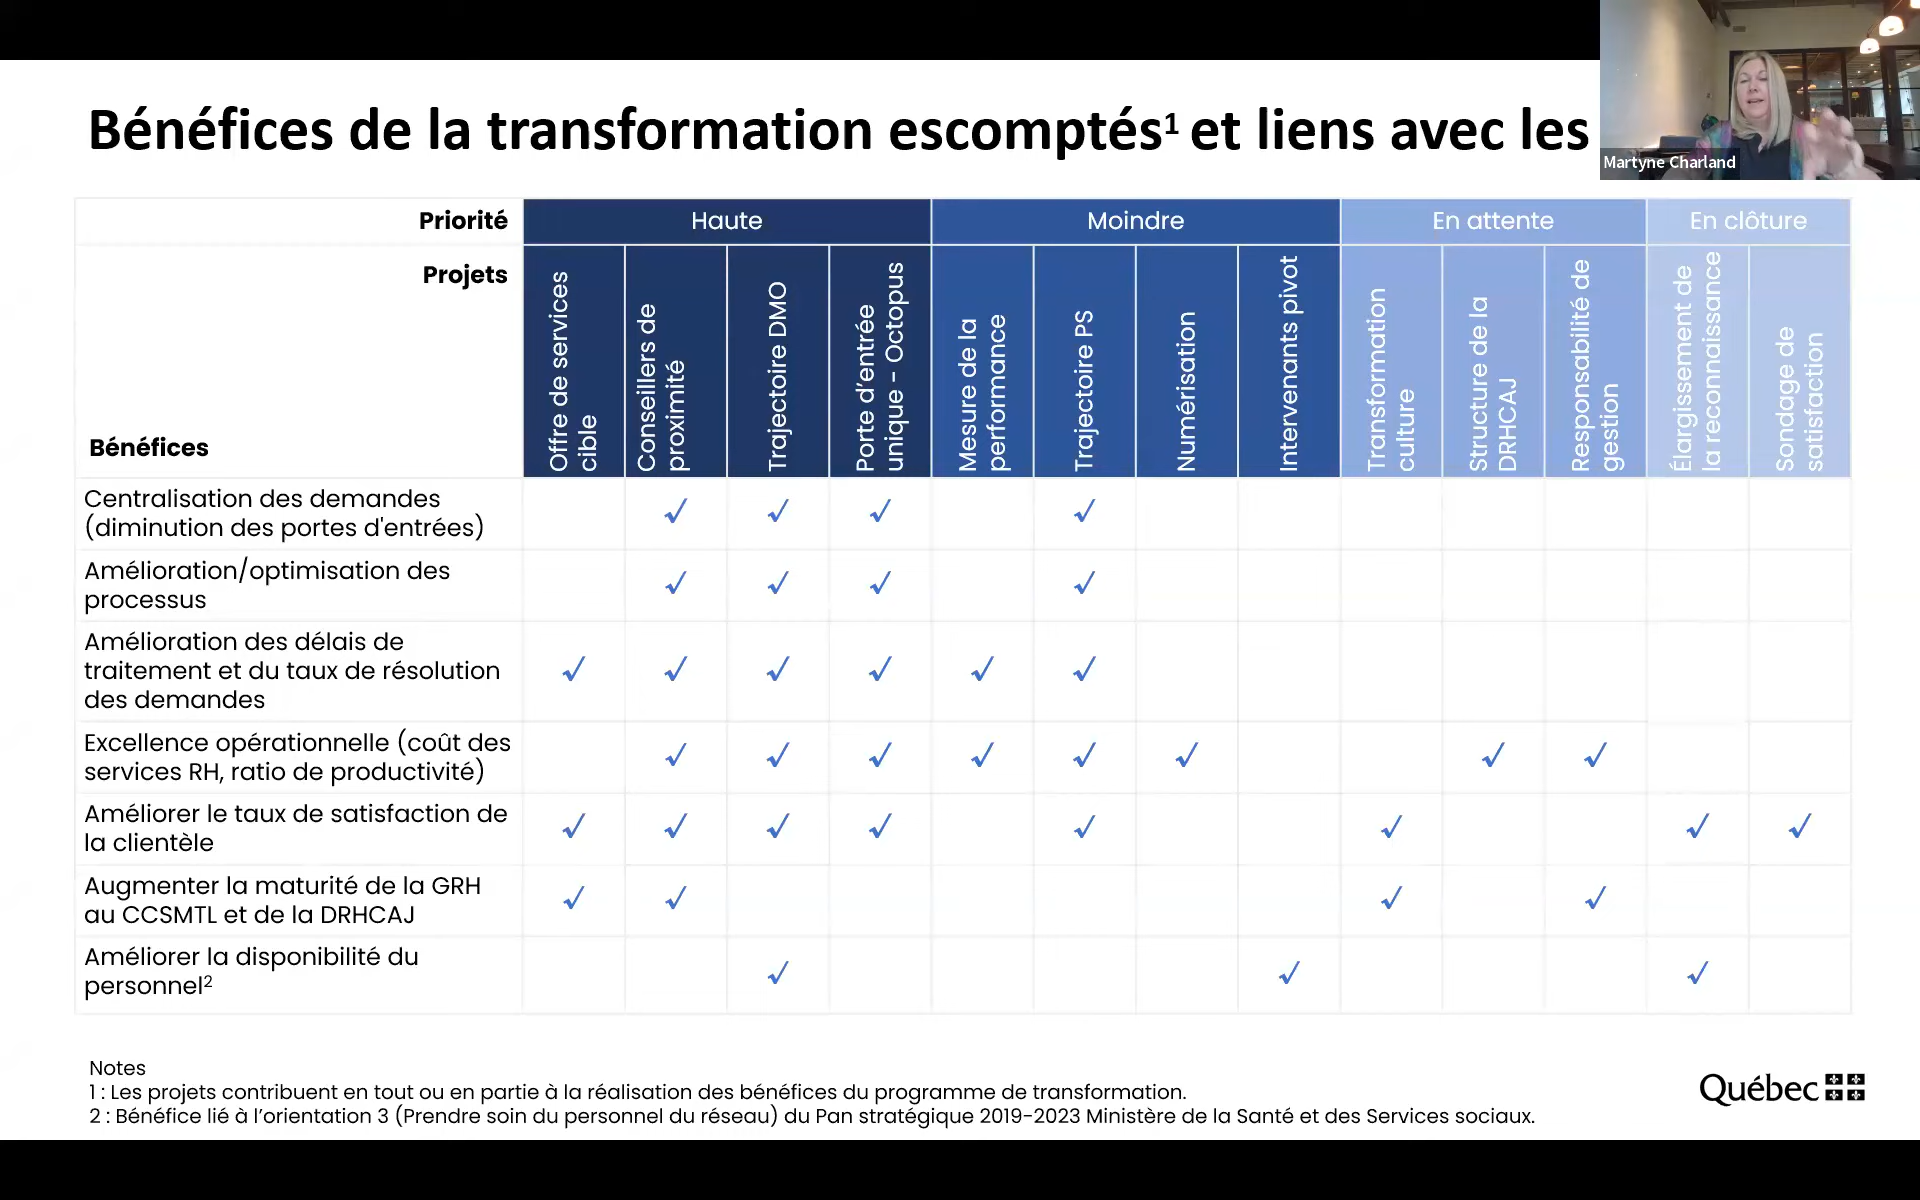 Bénéfices de la transformation escomptés¹ et liens avec les
Martyne Charland
Priorité
Haute
Moindre
En attente
En clôture
Projets
Bénéfices
Offre de services
cible
Conseillers de
proximité
Trajectoire DMO
Porte d'entrée
unique - Octopus
Mesure de la
performance
Trajectoire PS
Numérisation
Intervenants pivot
Transformation
culture
Structure de la
DRHCAJ
Responsabilité de
gestion
Élargissement de
la reconnaissance
Sondage de
satisfaction
Centralisation des demandes
(diminution des portes d'entrées)
✓ ✓ ✓ ✓
Amélioration/optimisation des
processus
✓ ✓ ✓ ✓
Amélioration des délais de
traitement et du taux de résolution
des demandes
✓ ✓ ✓ ✓ ✓ ✓
Excellence opérationnelle (coût des
services RH, ratio de productivité)
✓ ✓ ✓ ✓ ✓ ✓ ✓ ✓
Améliorer le taux de satisfaction de
la clientèle
✓ ✓ ✓ ✓ ✓ ✓ ✓ ✓
Augmenter la maturité de la GRH
au CCSMTL et de la DRHCAJ
✓ ✓ ✓ ✓
Améliorer la disponibilité du
personnel²
✓ ✓ ✓
Notes
1 : Les projets contribuent en tout ou en partie à la réalisation des bénéfices du programme de transformation.
2 : Bénéfice lié à l'orientation 3 (Prendre soin du personnel du réseau) du Pan stratégique 2019-2023 Ministère de la Santé et des Services sociaux.
Québec